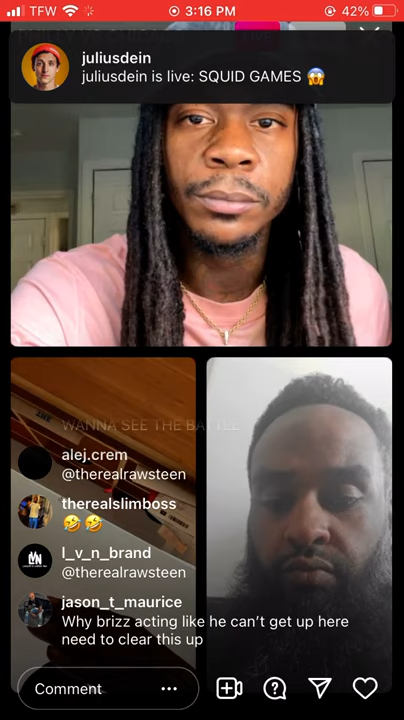 TFW
3:16 PM
42%
juliusdein
juliusdein is live: SQUID GAMES 😱
WANNA SEE THE BATTLE
alej.crem
@therealrawsteen
therealslimboss
🤣🤣
l_v_n_brand
@therealrawsteen
jason_t_maurice
Why brizz acting like he can’t get up here
need to clear this up
Comment